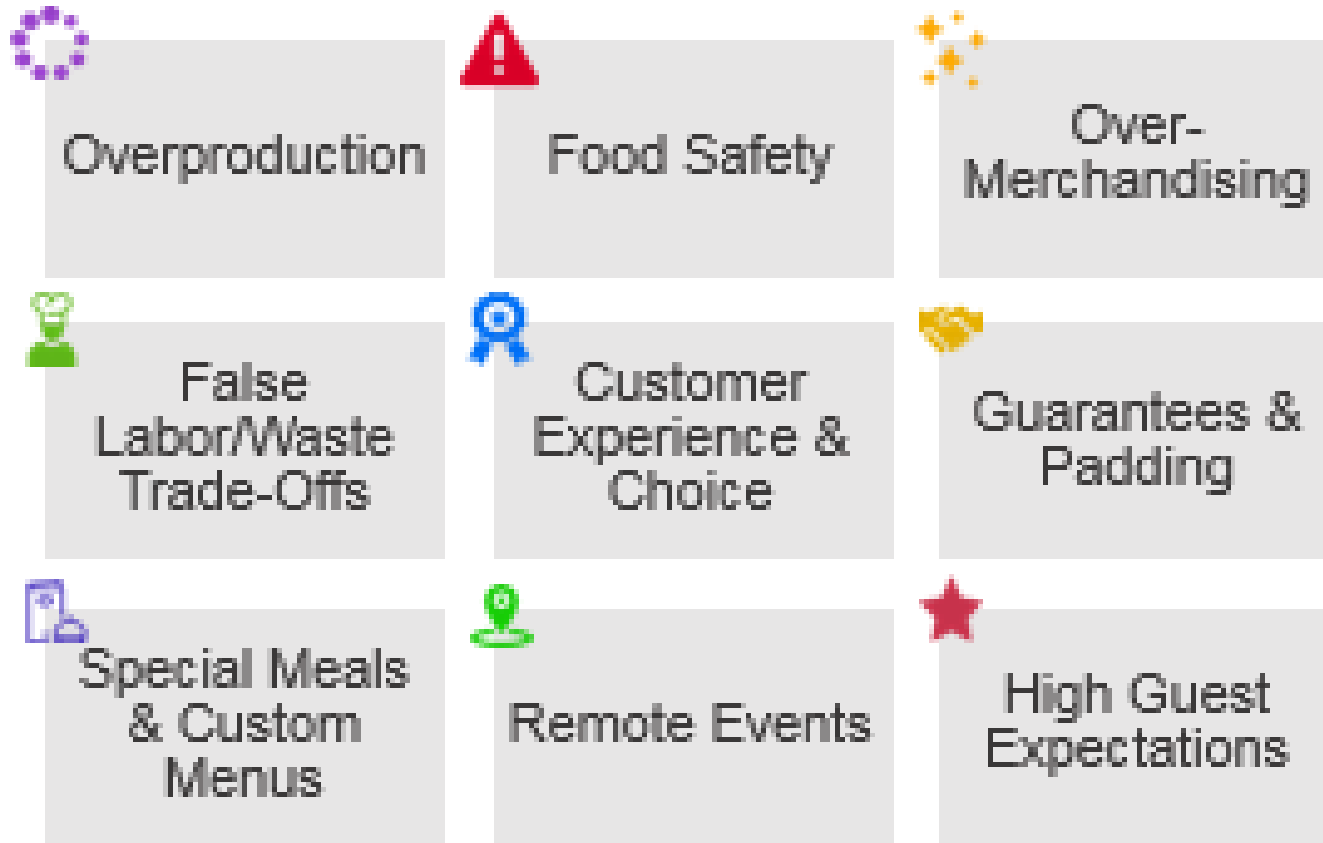 Overproduction
Food Safety
Over-
Merchandising
False
Labor/Waste
Trade-Offs
Customer
Experience &
Choice
Guarantees &
Padding
Special Meals
& Custom
Menus
Remote Events
High Guest
Expectations